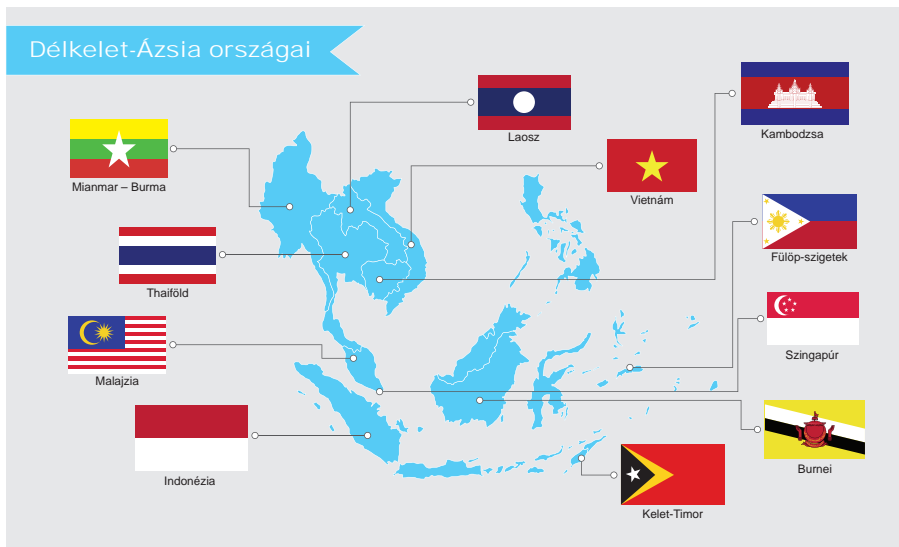 Délkelet-Ázsia országai
Laosz
Kambodzsa
Mianmar – Burma
Vietnám
Fülöp-szigetek
Thaiföld
Szingapúr
Malajzia
Indonézia
Burnei
Kelet-Timor